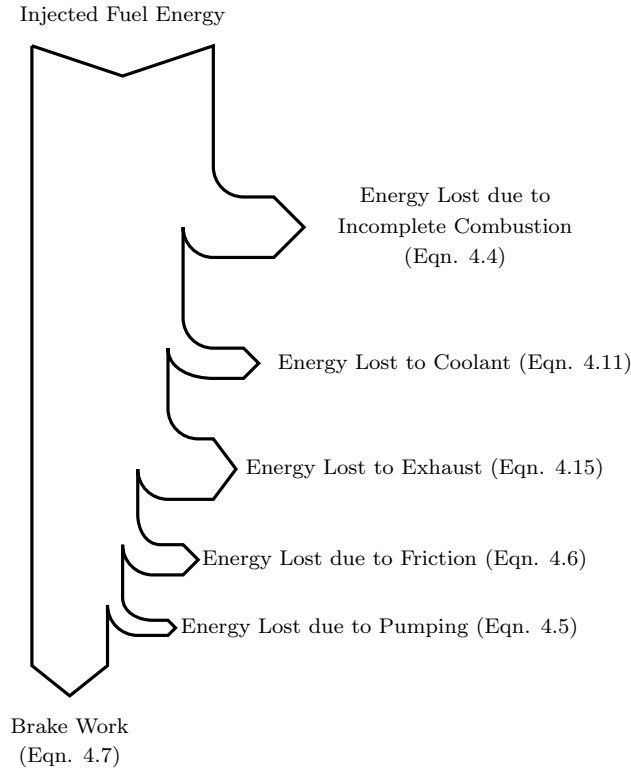 Injected Fuel Energy
Energy Lost due to
Incomplete Combustion
(Eqn. 4.4)
Energy Lost to Coolant (Eqn. 4.11)
Energy Lost to Exhaust (Eqn. 4.15)
Energy Lost due to Friction (Eqn. 4.6)
Energy Lost due to Pumping (Eqn. 4.5)
Brake Work
(Eqn. 4.7)